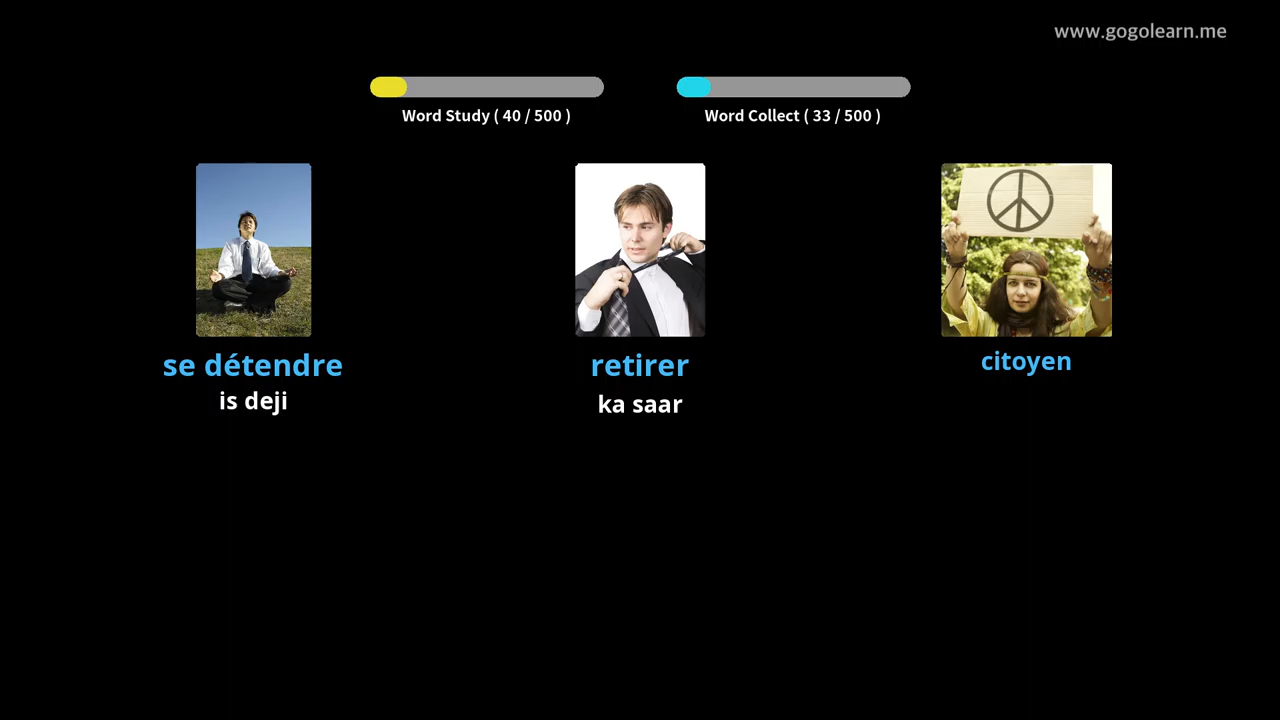 www.gogolearn.me
Word Study ( 40 / 500 )
Word Collect ( 33 / 500 )
se détendre
is deji
retirer
ka saar
citoyen